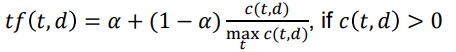 tf(t,d) = α + (1 − α) c(t,d) / max_t c(t,d), if c(t,d) > 0